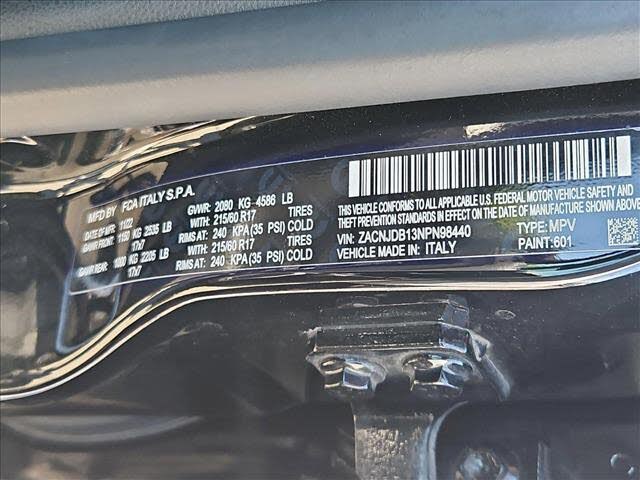 MFD BY FCA ITALY S.P.A.
DATE OF MFR: 11/22 GVWR: 2080 KG-4586 LB
GAWR FRONT: 1150 KG 2535 LB WITH: 215/60 R17 TIRES
17x7 RIMS AT: 240 KPA (35 PSI) COLD
GAWR REAR: 1000 KG 2205 LB WITH: 215/60 R17 TIRES
17x7 RIMS AT: 240 KPA (35 PSI) COLD
THIS VEHICLE CONFORMS TO ALL APPLICABLE U.S. FEDERAL MOTOR VEHICLE SAFETY AND
THEFT PREVENTION STANDARDS IN EFFECT ON THE DATE OF MANUFACTURE SHOWN ABOVE.
VIN: ZACNJDB13NPN98440 TYPE: MPV
VEHICLE MADE IN: ITALY PAINT: 601